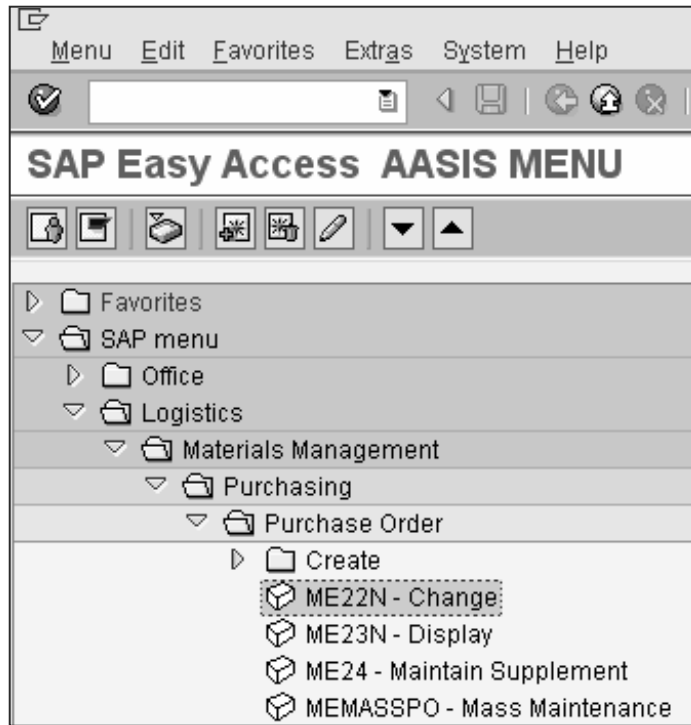 Menu Edit Favorites Extras System Help
SAP Easy Access AASIS MENU
Favorites
SAP menu
Office
Logistics
Materials Management
Purchasing
Purchase Order
Create
ME22N - Change
ME23N - Display
ME24 - Maintain Supplement
MEMASSPO - Mass Maintenance